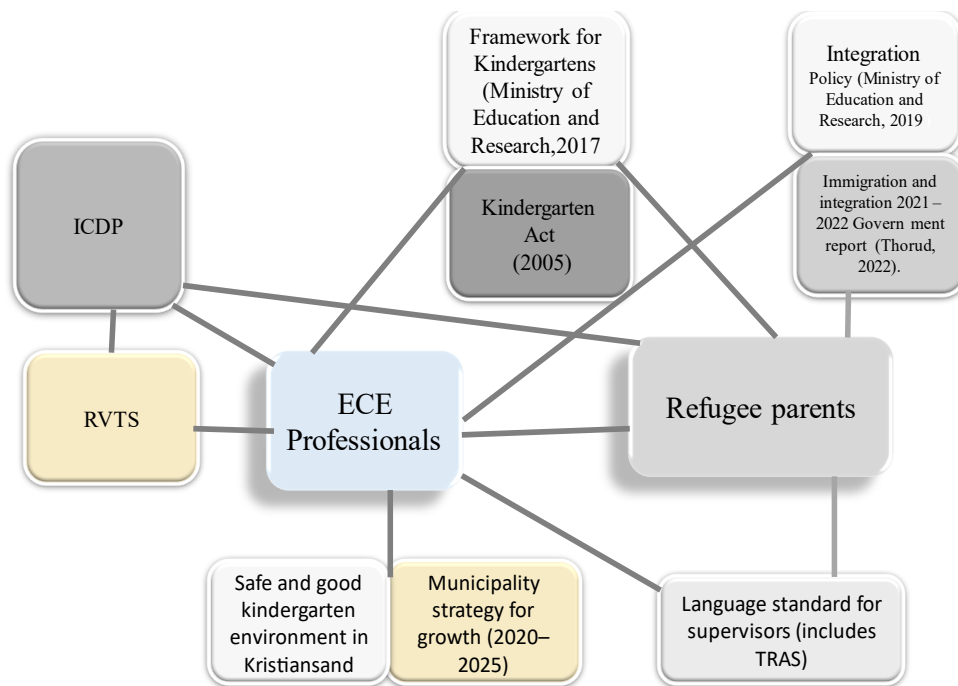 Framework for
Kindergartens
(Ministry of
Education and
Research,2017
Integration
Policy (Ministry of
Education and
Research, 2019
ICDP
Kindergarten
Act
(2005)
Immigration and
integration 2021 –
2022 Govern ment
report (Thorud,
2022).
RVTS
ECE
Professionals
Refugee parents
Safe and good
kindergarten
environment in
Kristiansand
Municipality
strategy for
growth (2020–
2025)
Language standard for
supervisors (includes
TRAS)